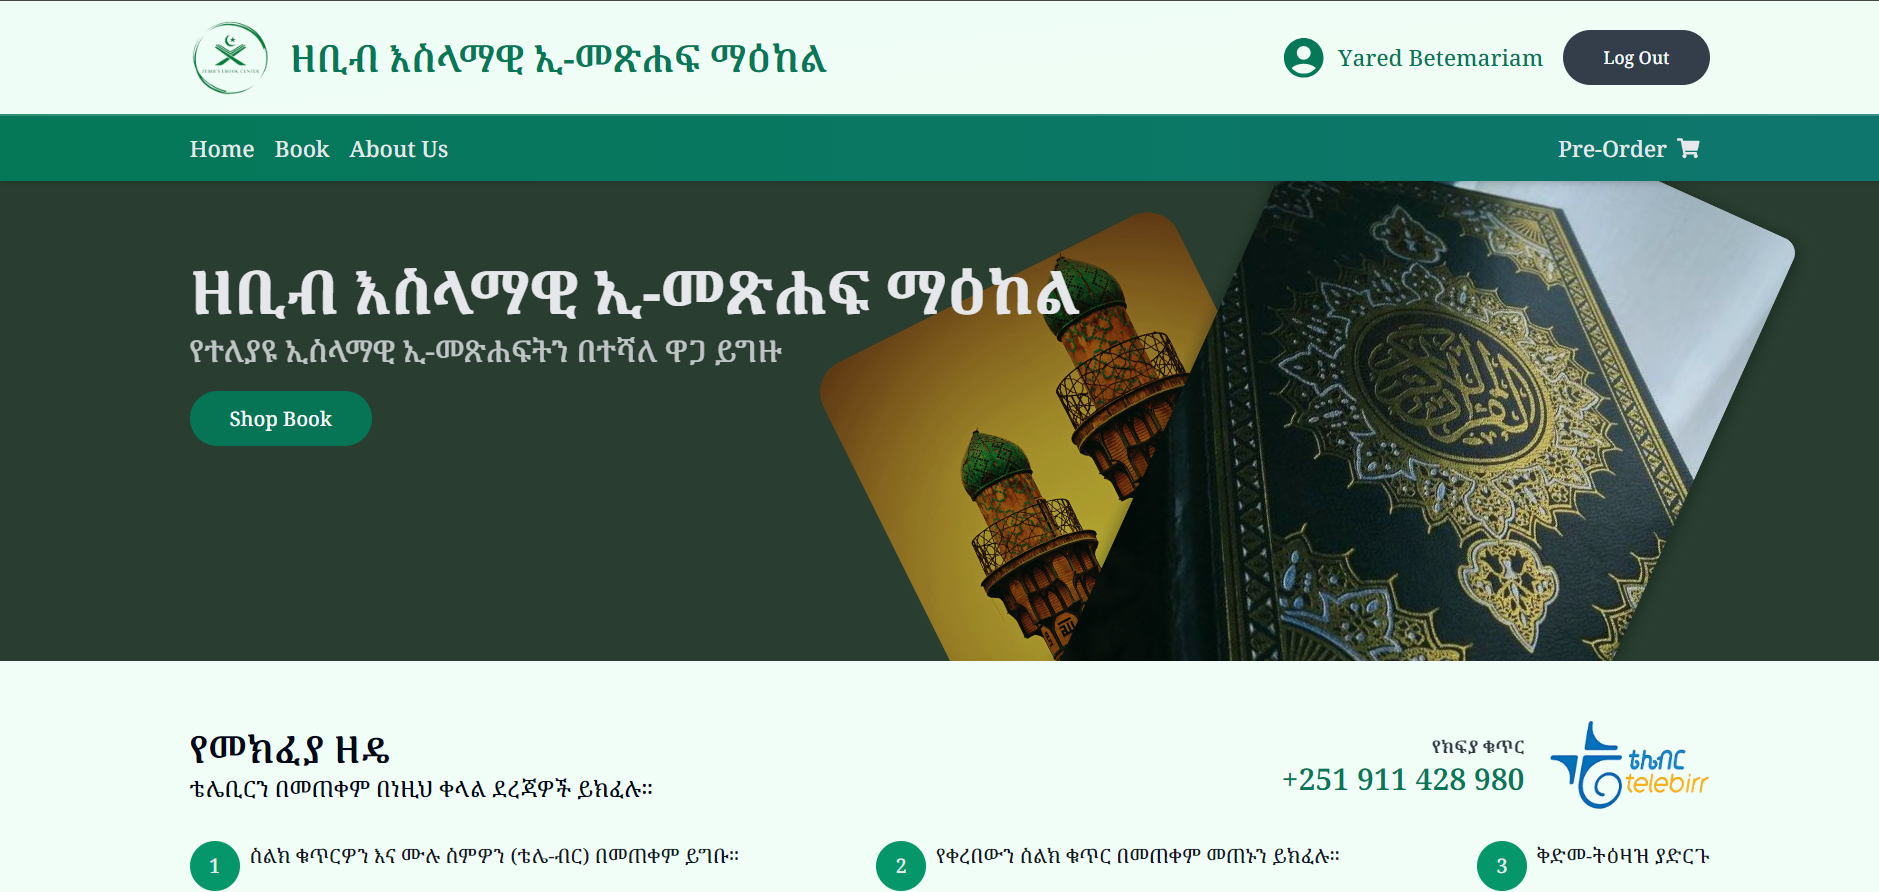 ZEBIB'S EBOOK CENTER
ዘቢብ እስላማዊ ኢ-መጽሐፍ ማዕከል
Yared Betemariam
Log Out
Home
Book
About Us
Pre-Order
ዘቢብ እስላማዊ ኢ-መጽሐፍ ማዕከል
የተለያዩ ኢስላማዊ ኢ-መጽሐፍትን በተሻለ ዋጋ ይግዙ
Shop Book
القرآن الكريم
የመክፈያ ዘዴ
ቴሌቢርን በመጠቀም በነዚህ ቀላል ደረጃዎች ይክፈሉ።
የክፍያ ቁጥር
+251 911 428 980
ቴሌብር
telebirr
1 ስልክ ቁጥርዎን እና ሙሉ ስምዎን (ቴሌ-ብር) በመጠቀም ይግቡ።
2 የቀረበውን ስልክ ቁጥር በመጠቀም መጠኑን ይክፈሉ።
3 ቅድመ-ትዕዛዝ ያድርጉ